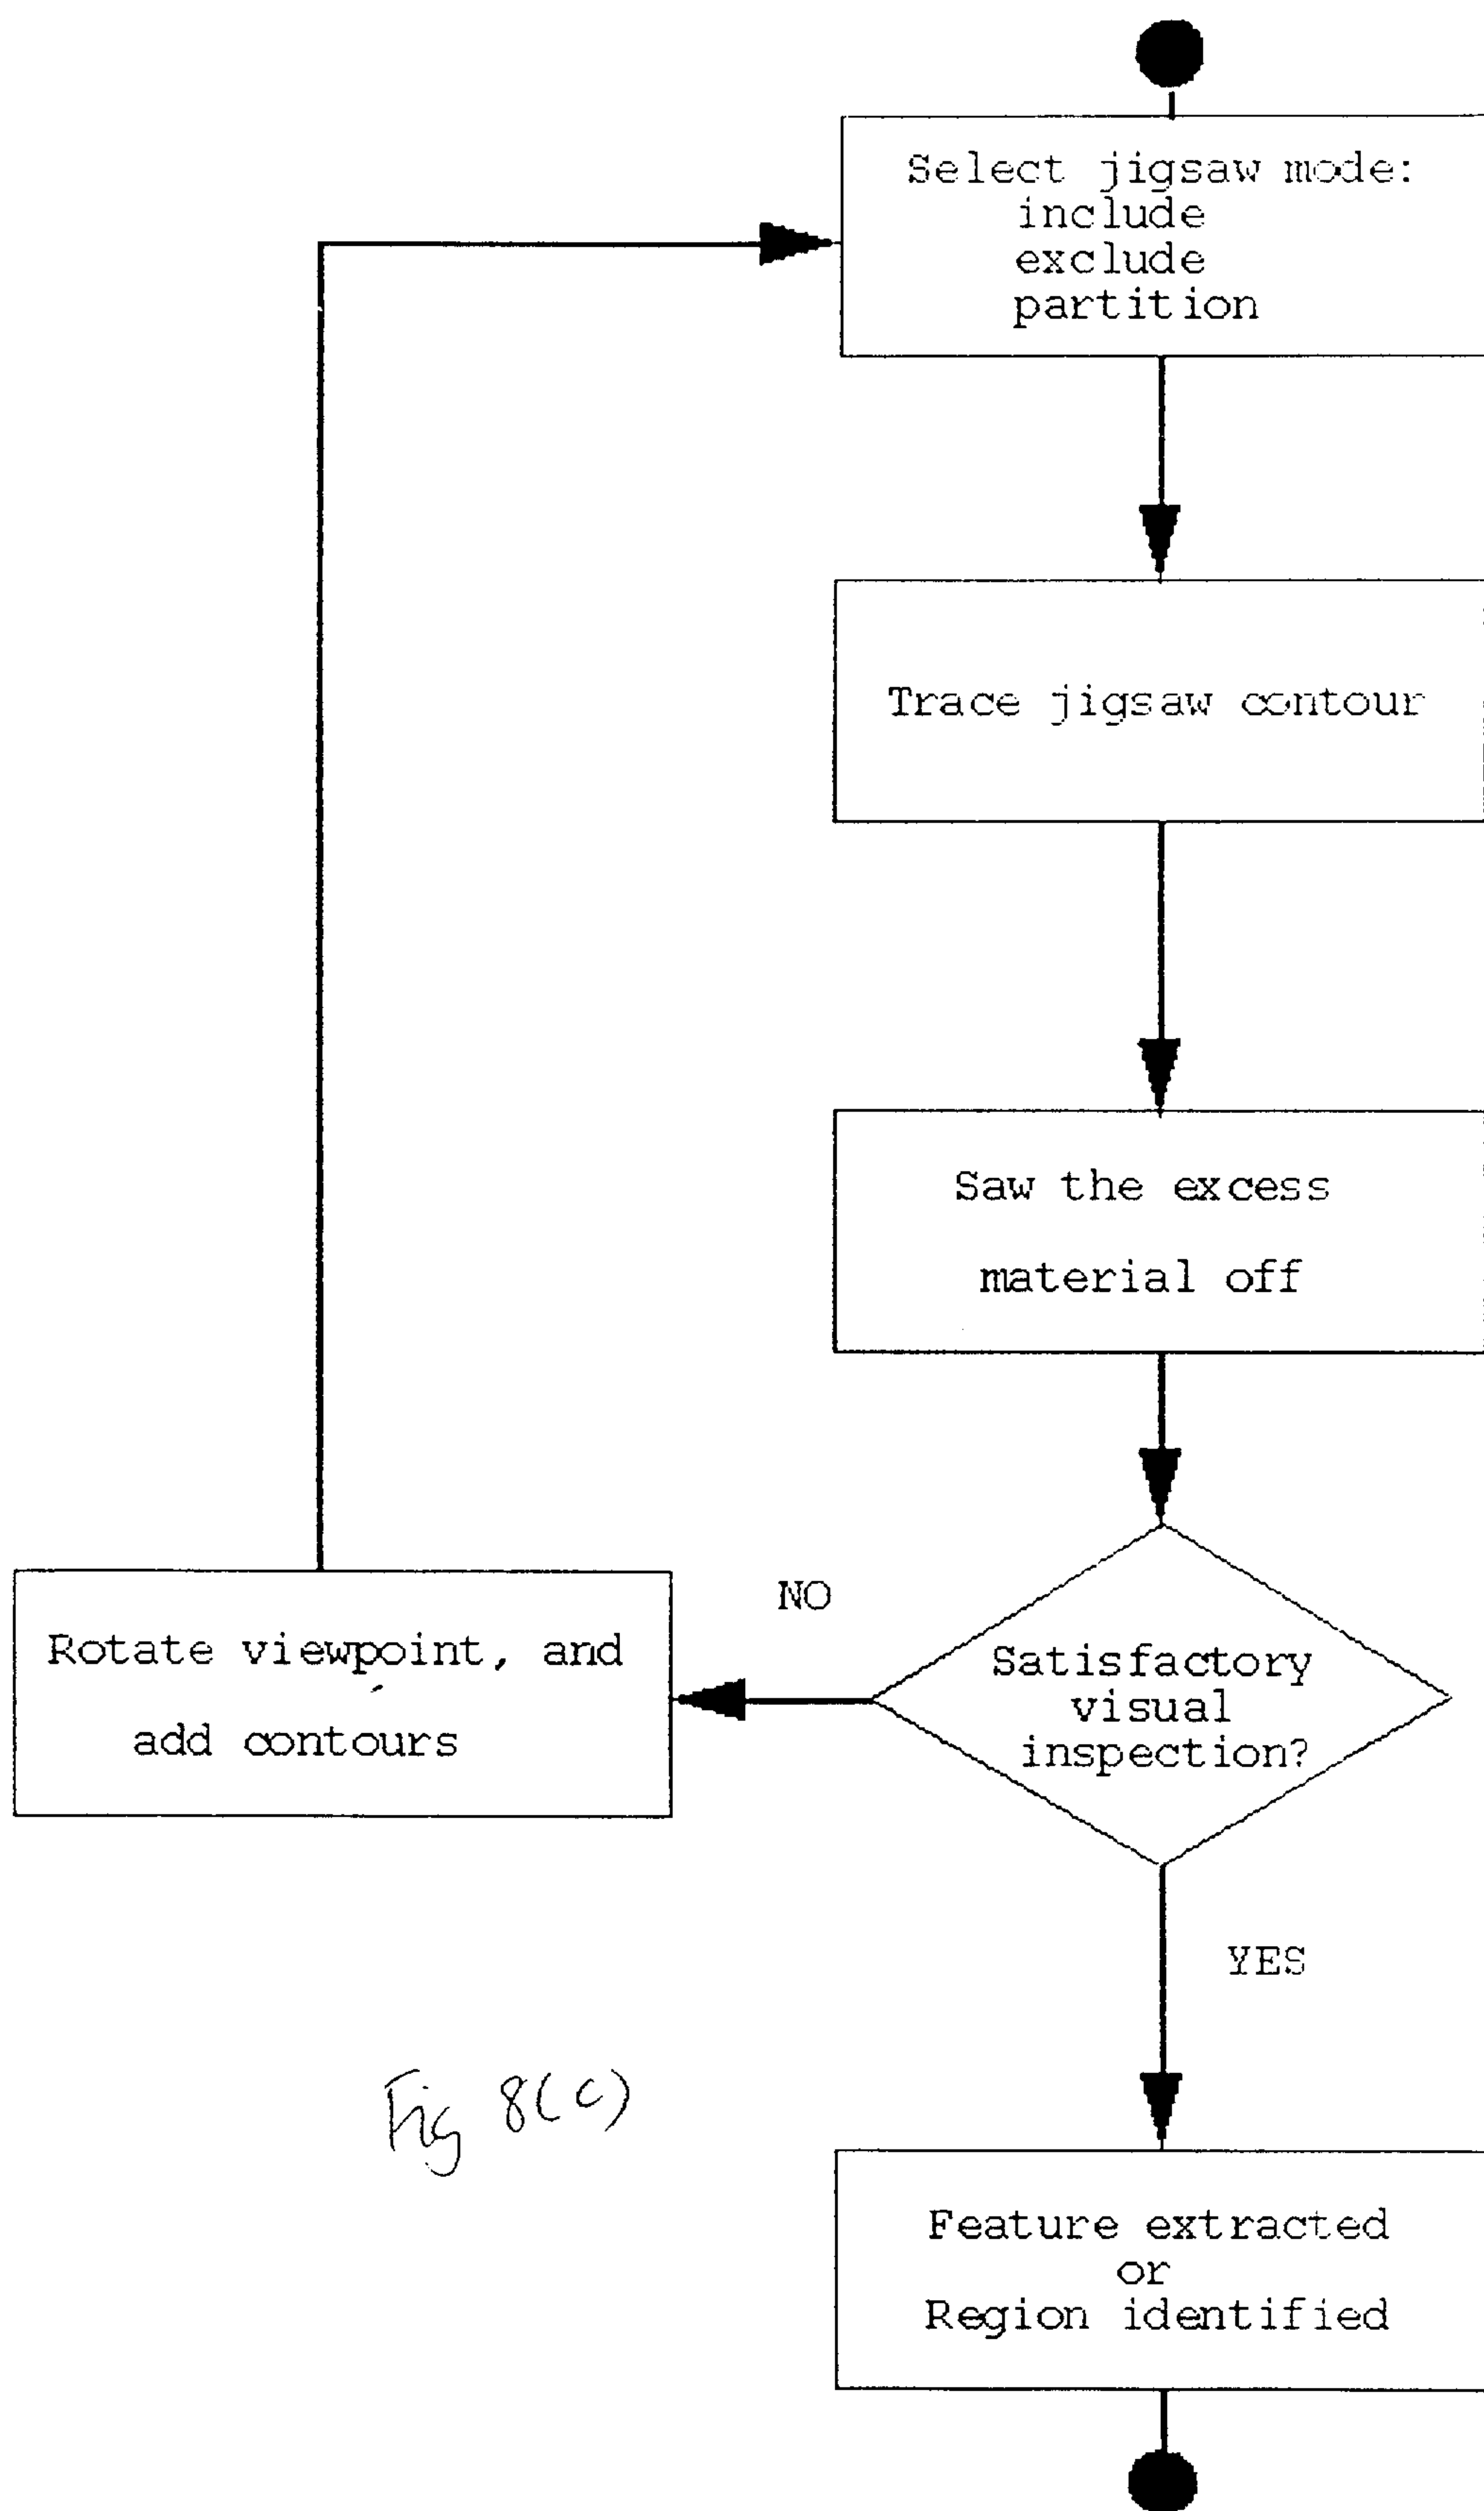 Select jigsaw mode:
include
exclude
partition
Trace jigsaw contour
Saw the excess
material off
Satisfactory
visual
inspection?
NO
Rotate viewpoint, and
add contours
YES
Feature extracted
or
Region identified
Fig 8(c)